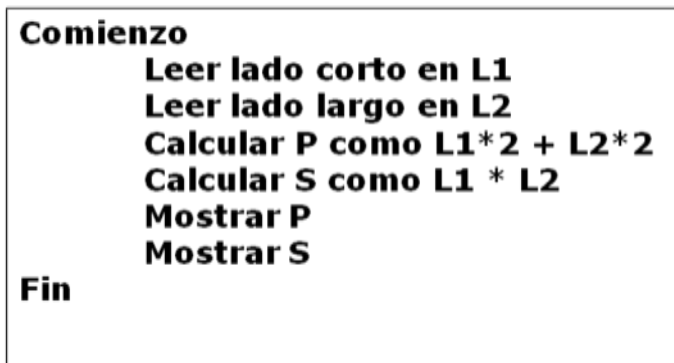 Comienzo
Leer lado corto en L1
Leer lado largo en L2
Calcular P como L1*2 + L2*2
Calcular S como L1 * L2
Mostrar P
Mostrar S
Fin